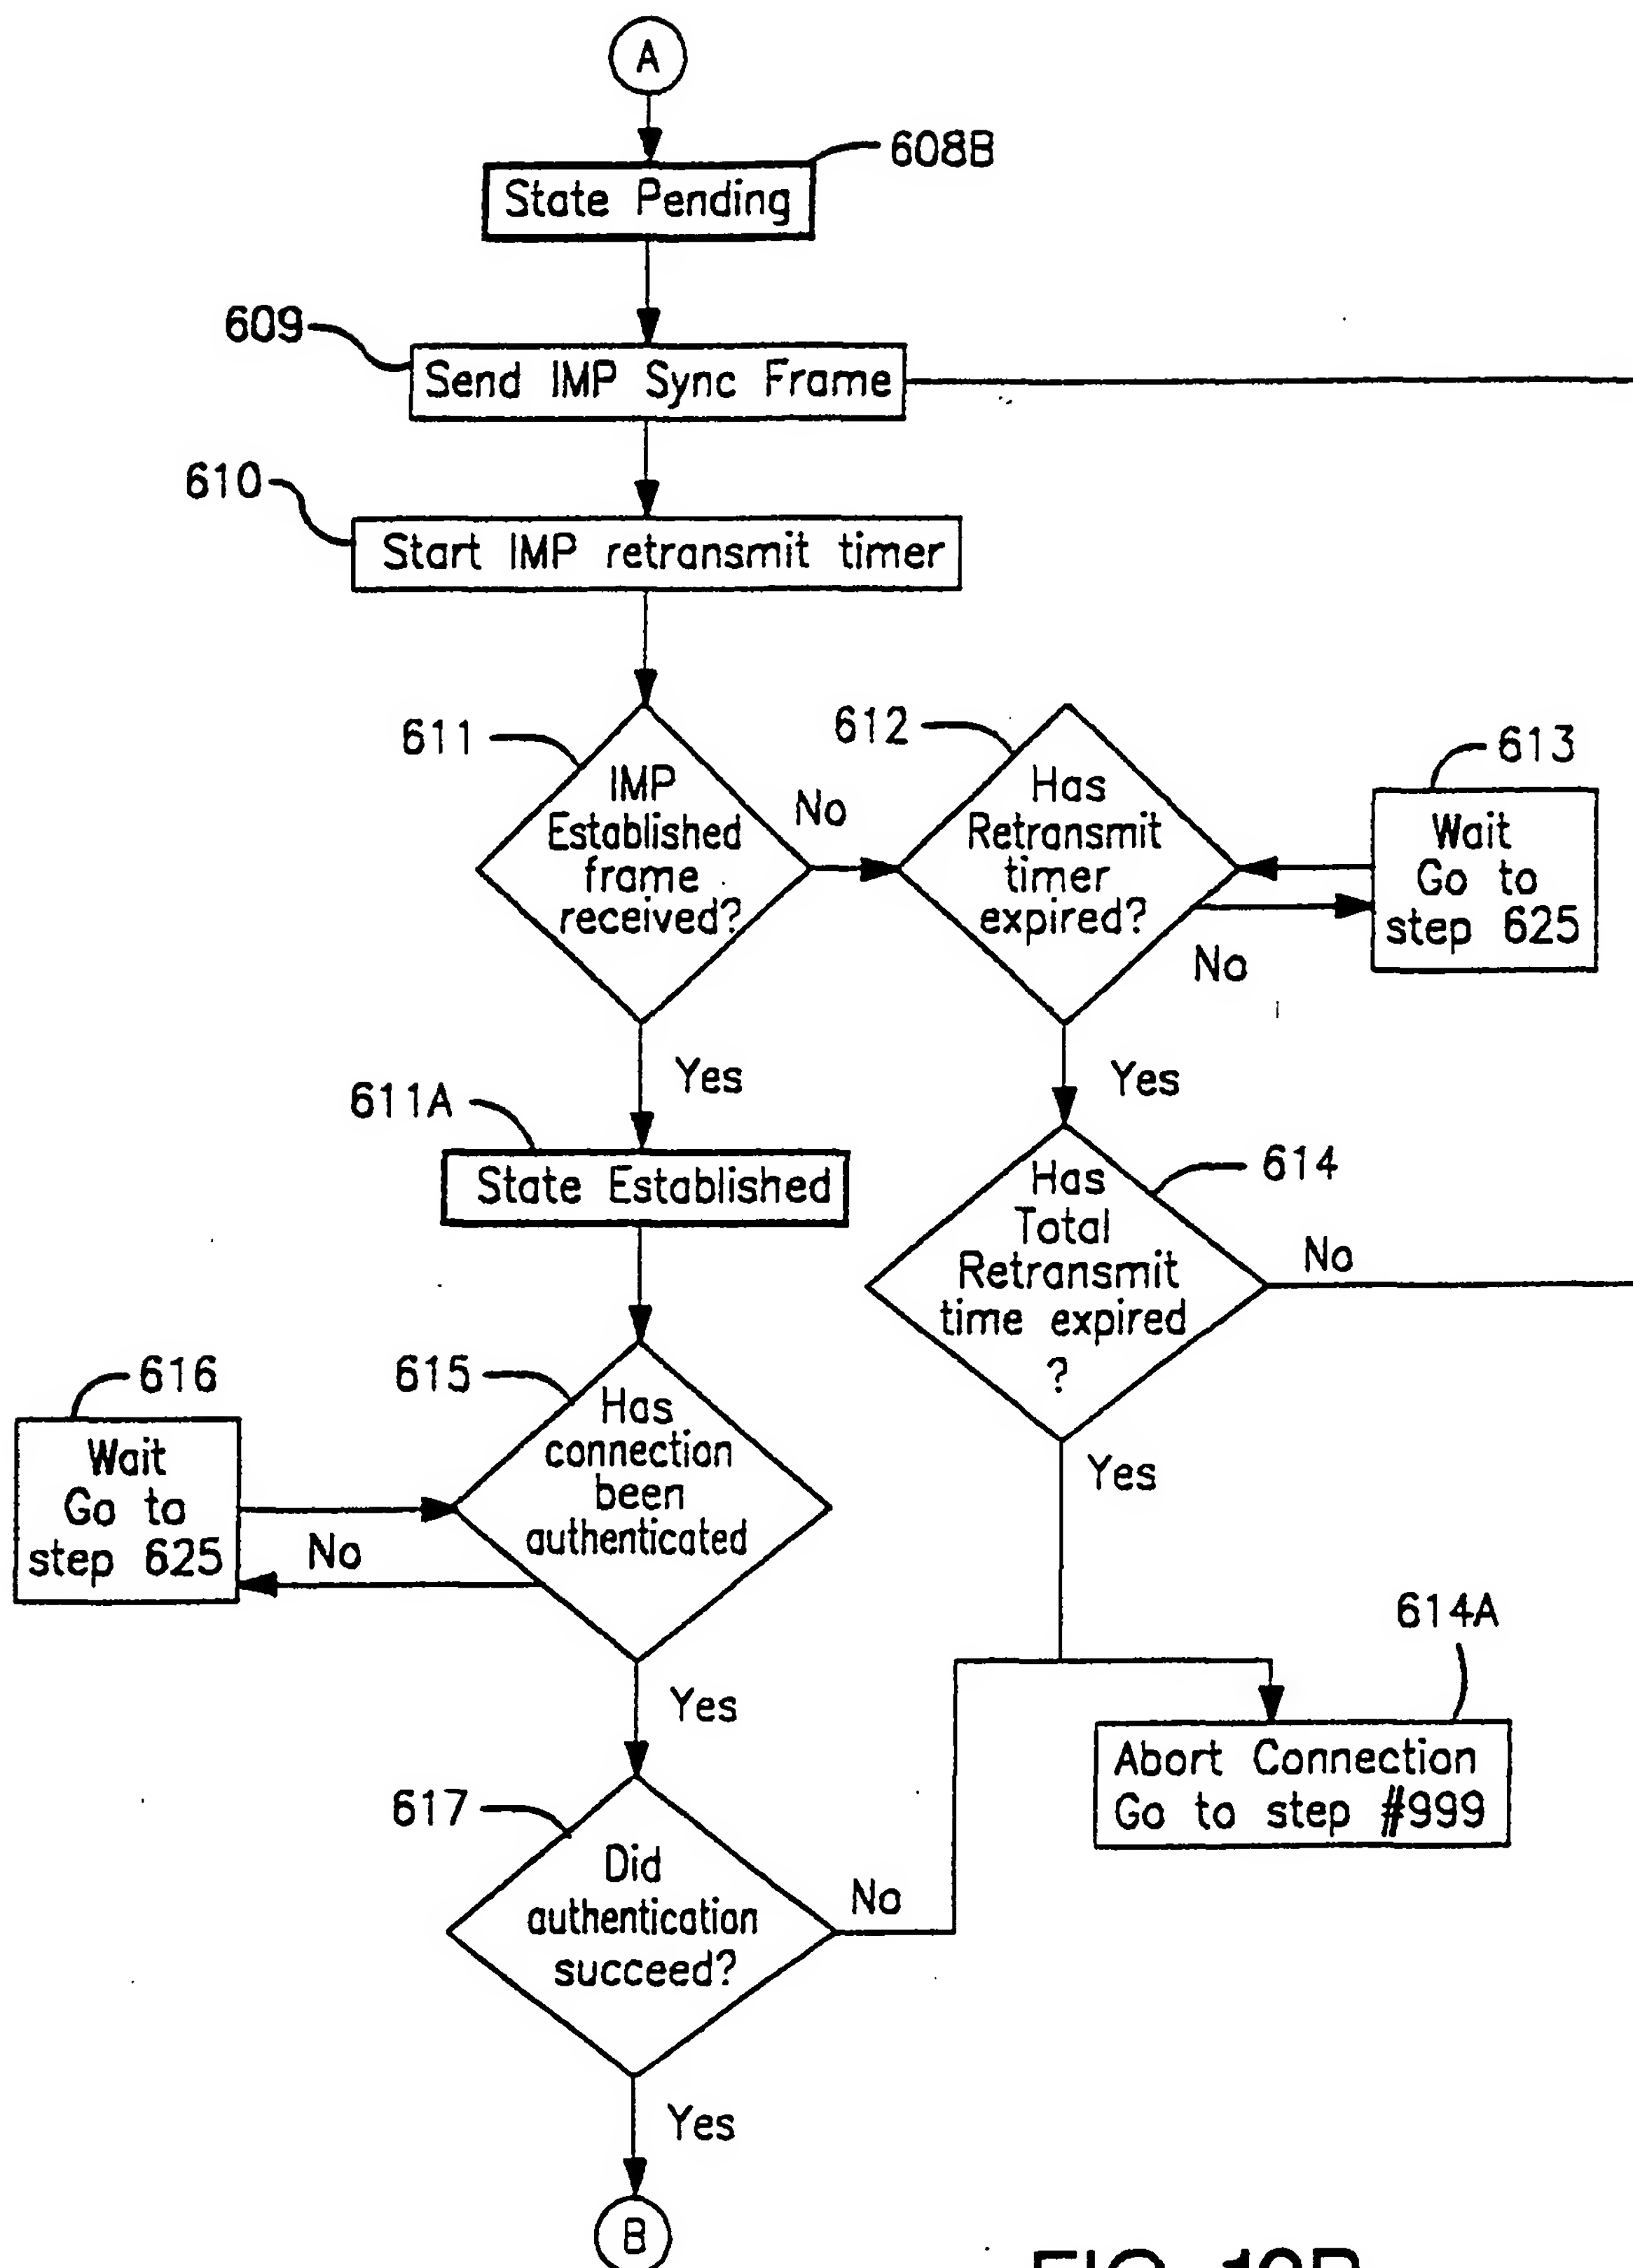 A
608B
State Pending
609
Send IMP Sync Frame
610
Start IMP retransmit timer
611
IMP
Established
frame
received?
No
612
Has
Retransmit
timer
expired?
No
613
Wait
Go to
step 625
Yes
611A
State Established
Yes
614
Has
Total
Retransmit
time expired
?
No
616
Wait
Go to
step 625
No
615
Has
connection
been
authenticated
Yes
Yes
614A
Abort Connection
Go to step #999
617
Did
authentication
succeed?
No
Yes
B